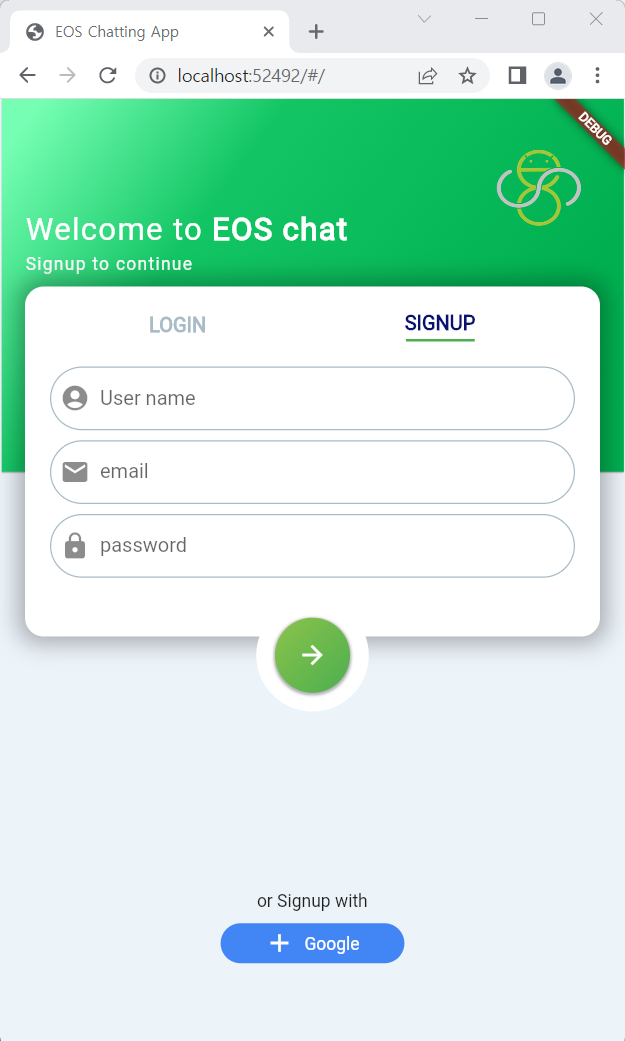 EOS Chatting App
localhost:52492/#/
DEBUG
Welcome to EOS chat
Signup to continue
LOGIN
SIGNUP
User name
email
password
or Signup with
Google